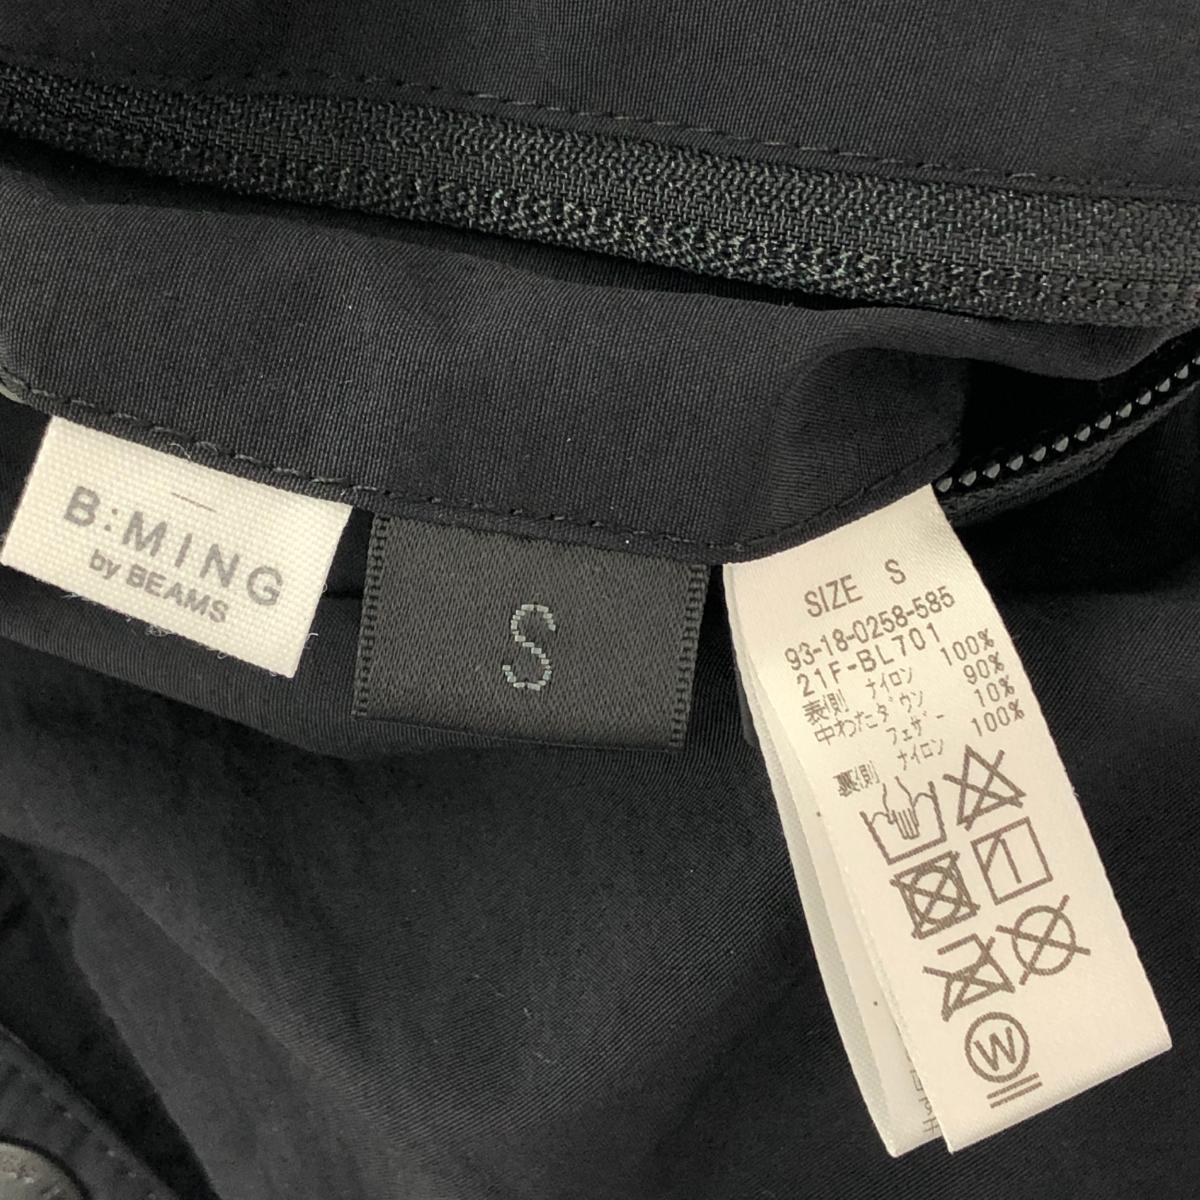 B:MING
by BEAMS
S
SIZE S
93-18-0258-585
21F-BL701
表側 ナイロン 100%
中わた ダウン 90%
フェザー 10%
裏側 ナイロン 100%
W